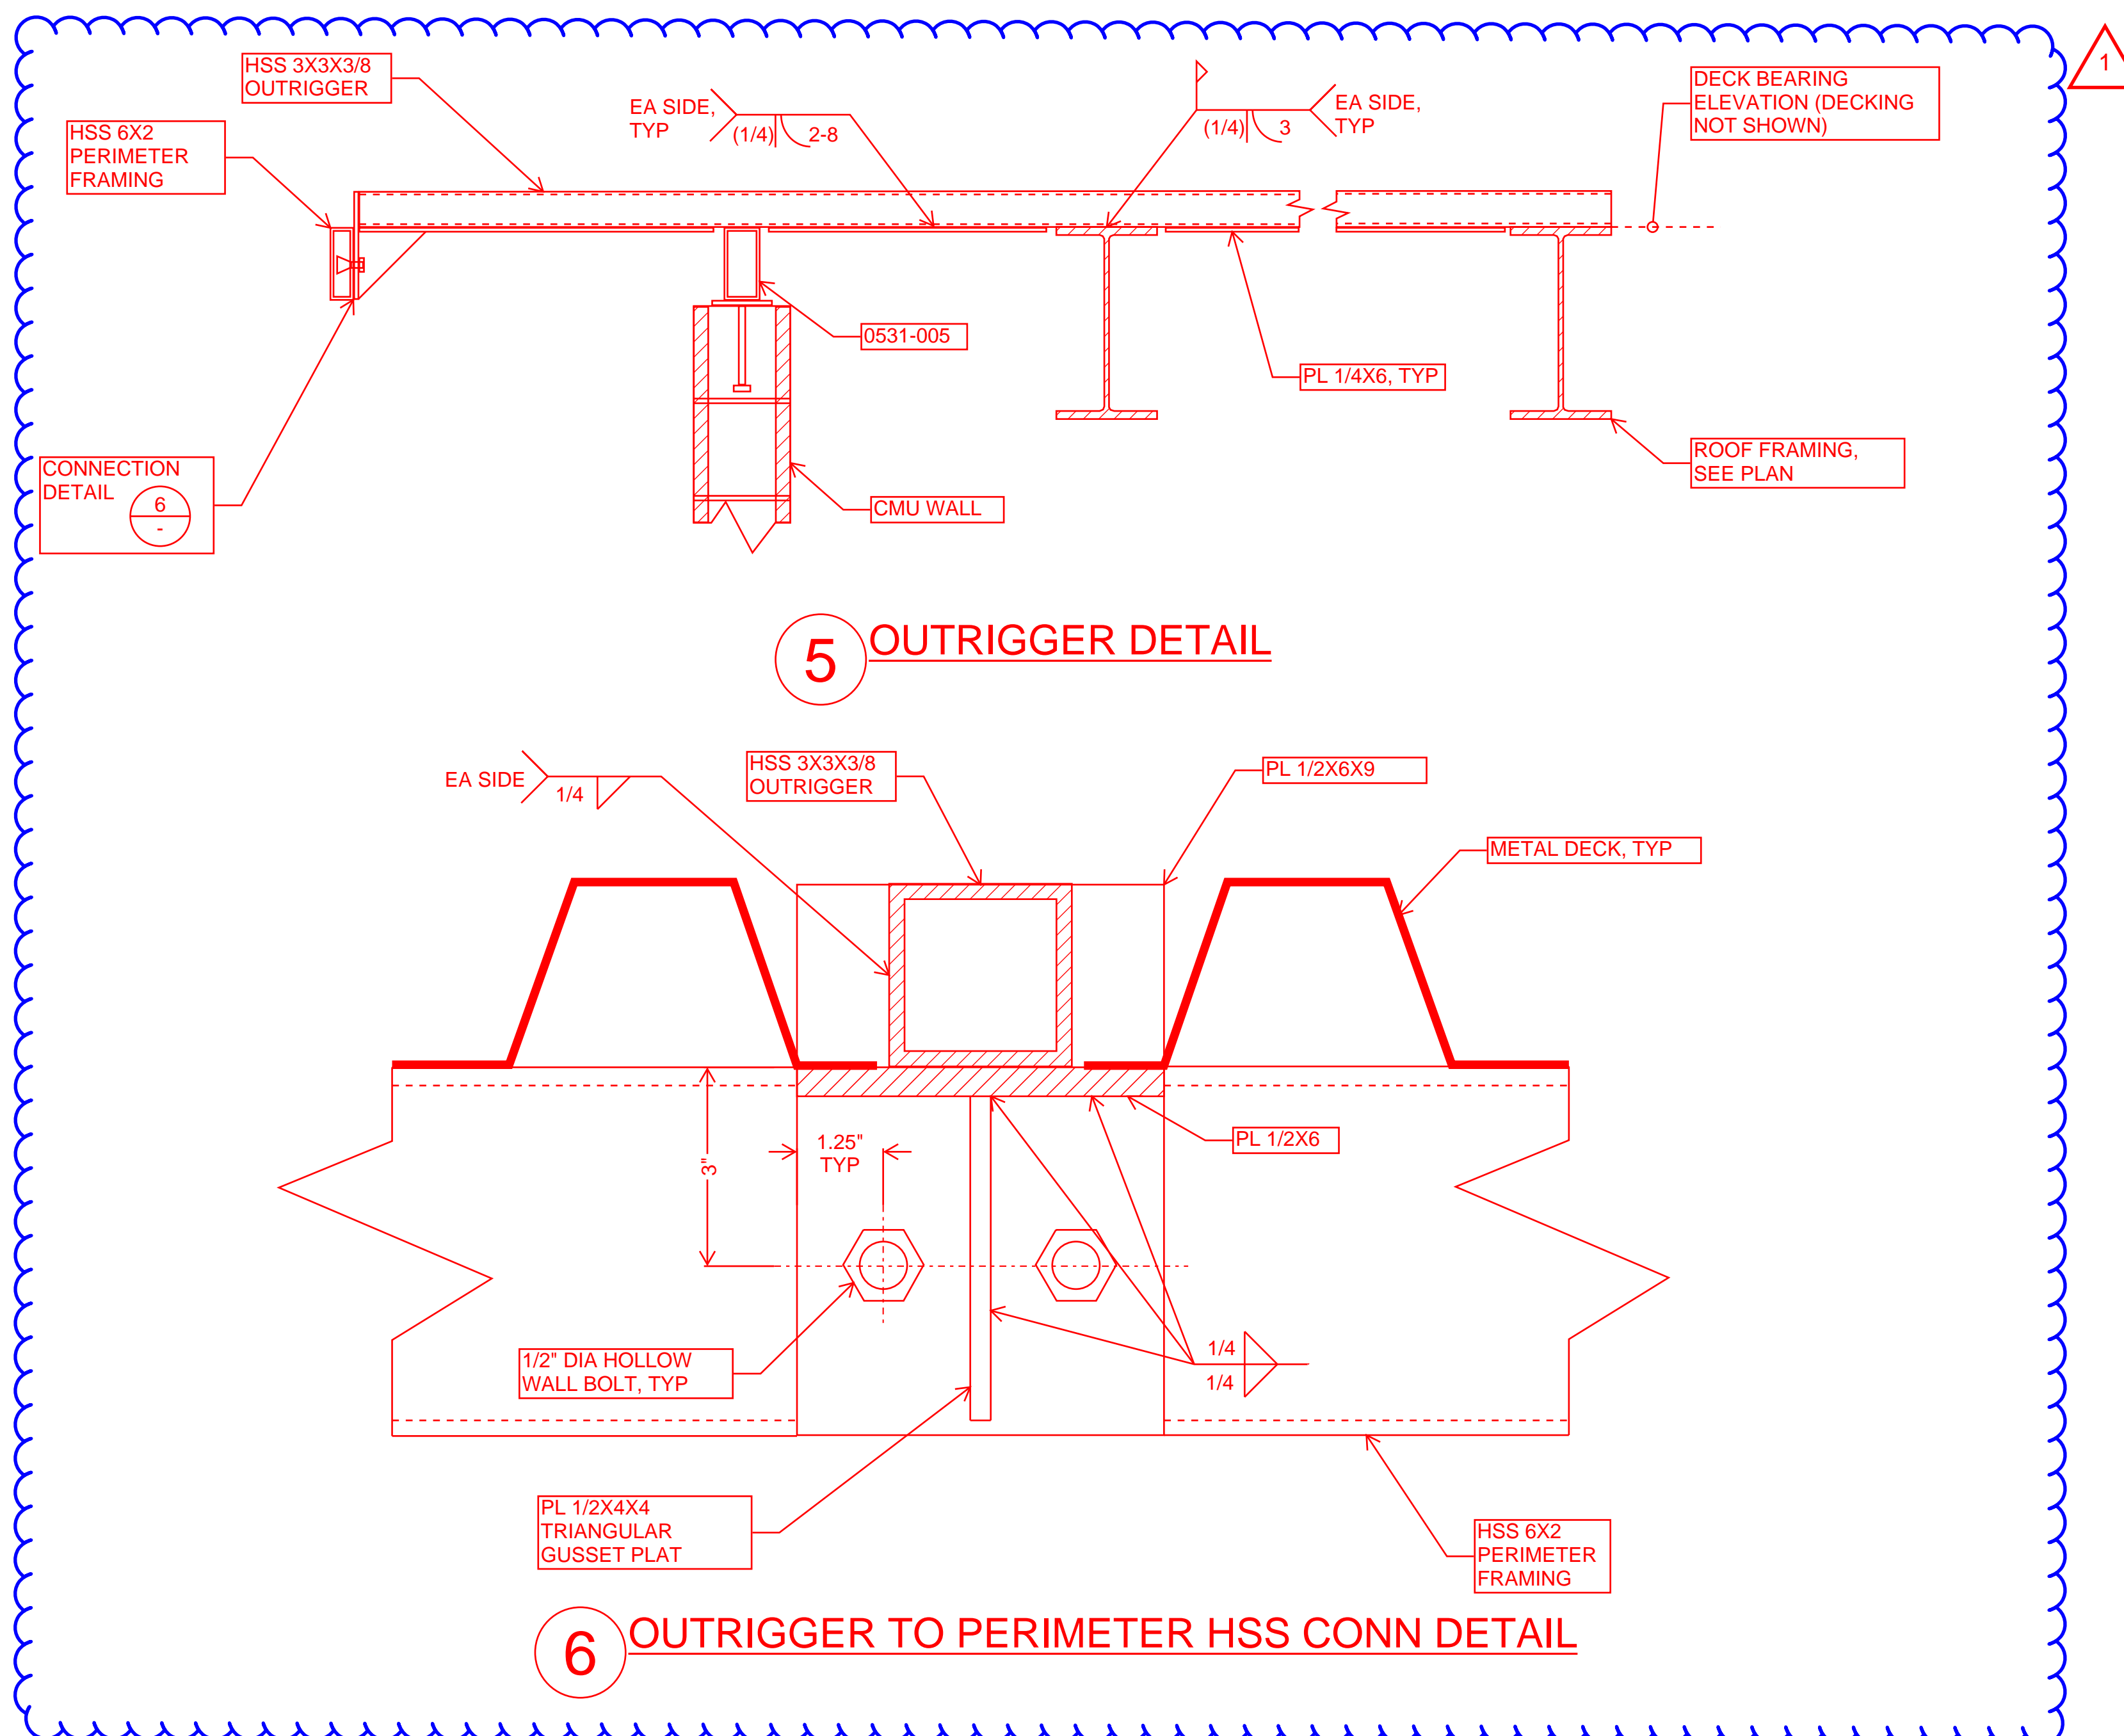 1
HSS 3X3X3/8
OUTRIGGER
HSS 6X2
PERIMETER
FRAMING
EA SIDE,
TYP
(1/4)
2-8
(1/4)
3
EA SIDE,
TYP
DECK BEARING
ELEVATION (DECKING
NOT SHOWN)
0531-005
PL 1/4X6, TYP
CONNECTION
DETAIL
6
-
CMU WALL
ROOF FRAMING,
SEE PLAN
5
OUTRIGGER DETAIL
EA SIDE
1/4
HSS 3X3X3/8
OUTRIGGER
PL 1/2X6X9
METAL DECK, TYP
3"
1.25"
TYP
PL 1/2X6
1/2" DIA HOLLOW
WALL BOLT, TYP
1/4
1/4
PL 1/2X4X4
TRIANGULAR
GUSSET PLAT
HSS 6X2
PERIMETER
FRAMING
6
OUTRIGGER TO PERIMETER HSS CONN DETAIL